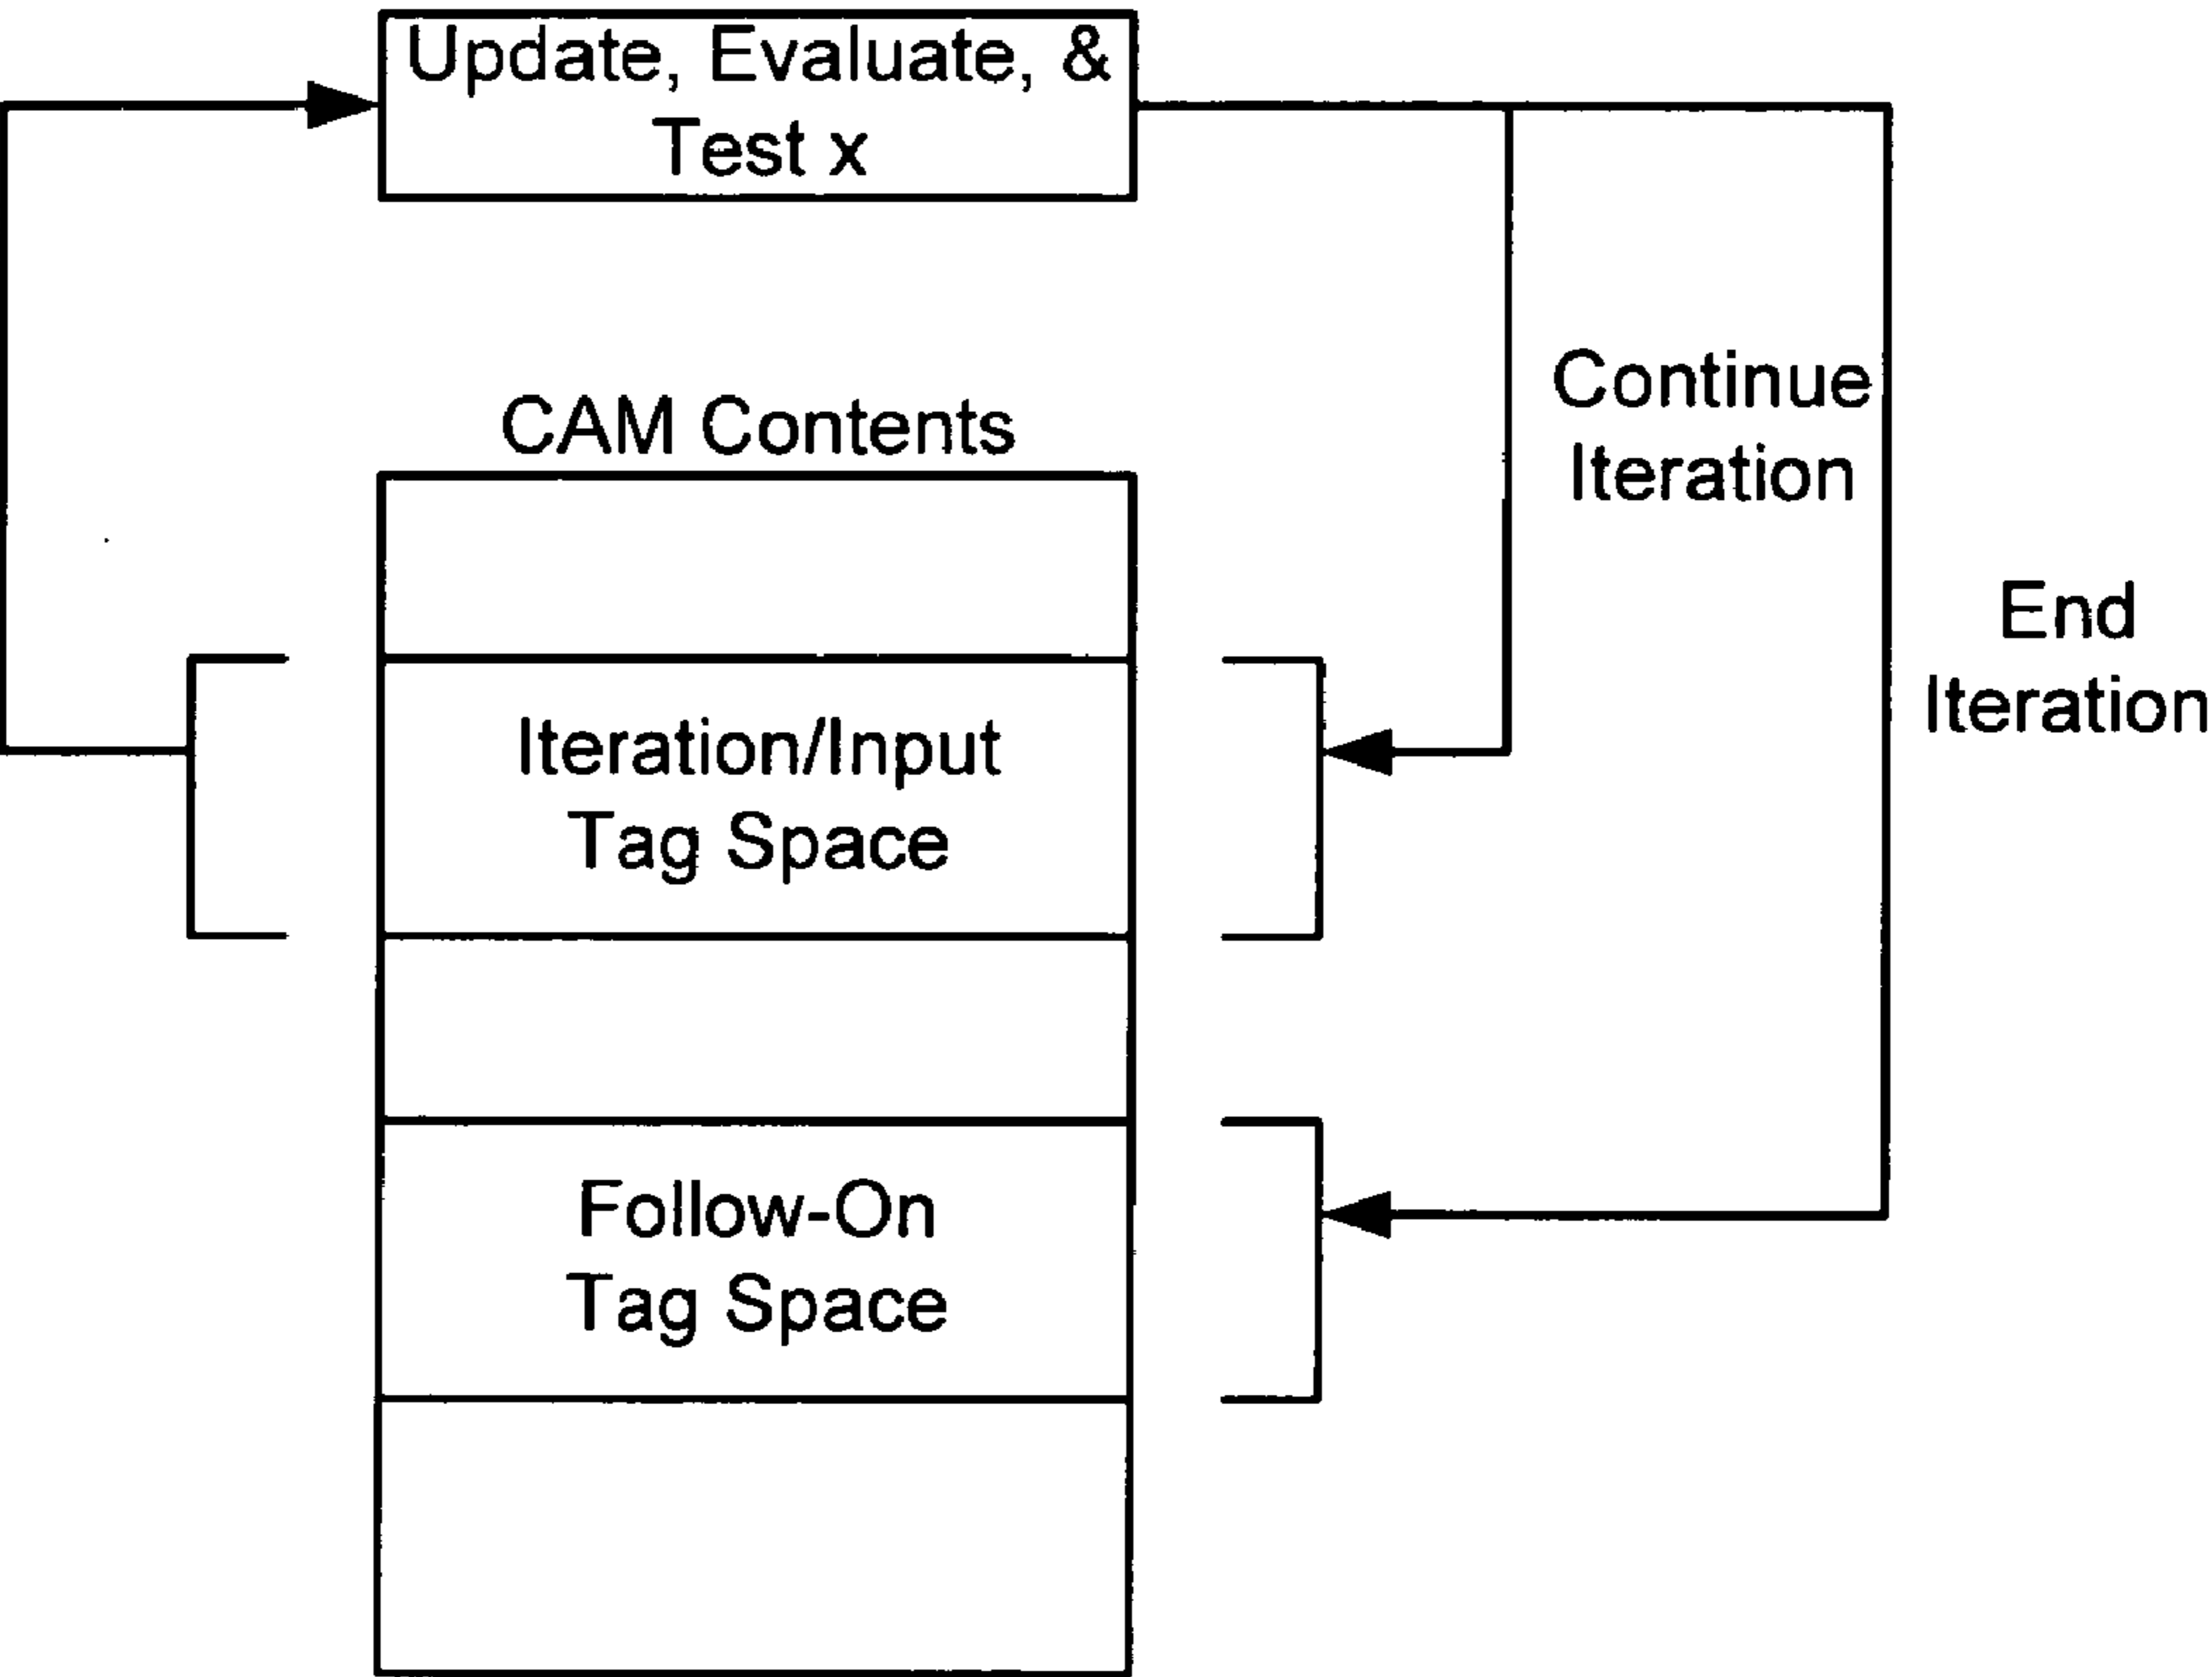 Update, Evaluate, &
Test x
CAM Contents
Continue
Iteration
End
Iteration
Iteration/Input
Tag Space
Follow-On
Tag Space